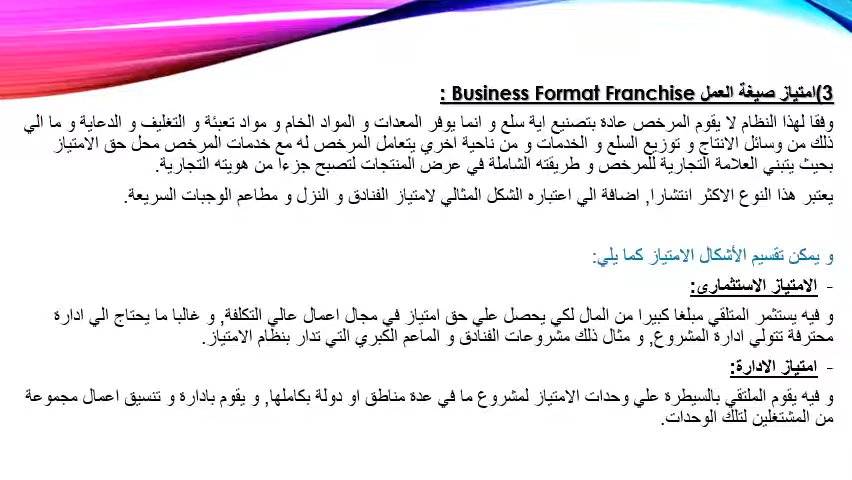 3)امتياز صيغة العمل Business Format Franchise :
وفقا لهذا النظام لا يقوم المرخص عادة بتصنيع اية سلع و انما يوفر المعدات و المواد الخام و مواد تعبئة و التغليف و الدعاية و ما الي
ذلك من وسائل الانتاج و توزيع السلع و الخدمات و من ناحية اخري يتعامل المرخص له مع خدمات المرخص محل حق الامتياز
بحيث يتبني العلامة التجارية للمرخص و طريقته الشاملة في عرض المنتجات لتصبح جزءا من هويته التجارية.
يعتبر هذا النوع الاكثر انتشارا, اضافة الي اعتباره الشكل المثالي لامتياز الفنادق و النزل و مطاعم الوجبات السريعة.
و يمكن تقسيم الأشكال الامتياز كما يلي:
- الامتياز الاستثمارى:
و فيه يستثمر المتلقي مبلغا كبيرا من المال لكي يحصل علي حق امتياز في مجال اعمال عالي التكلفة, و غالبا ما يحتاج الي ادارة
محترفة تتولي ادارة المشروع, و مثال ذلك مشروعات الفنادق و الماعم الكبري التي تدار بنظام الامتياز.
- امتياز الادارة:
و فيه يقوم الملتقي بالسيطرة علي وحدات الامتياز لمشروع ما في عدة مناطق او دولة بكاملها, و يقوم بادارة و تنسيق اعمال مجموعة
من المشتغلين لتلك الوحدات.